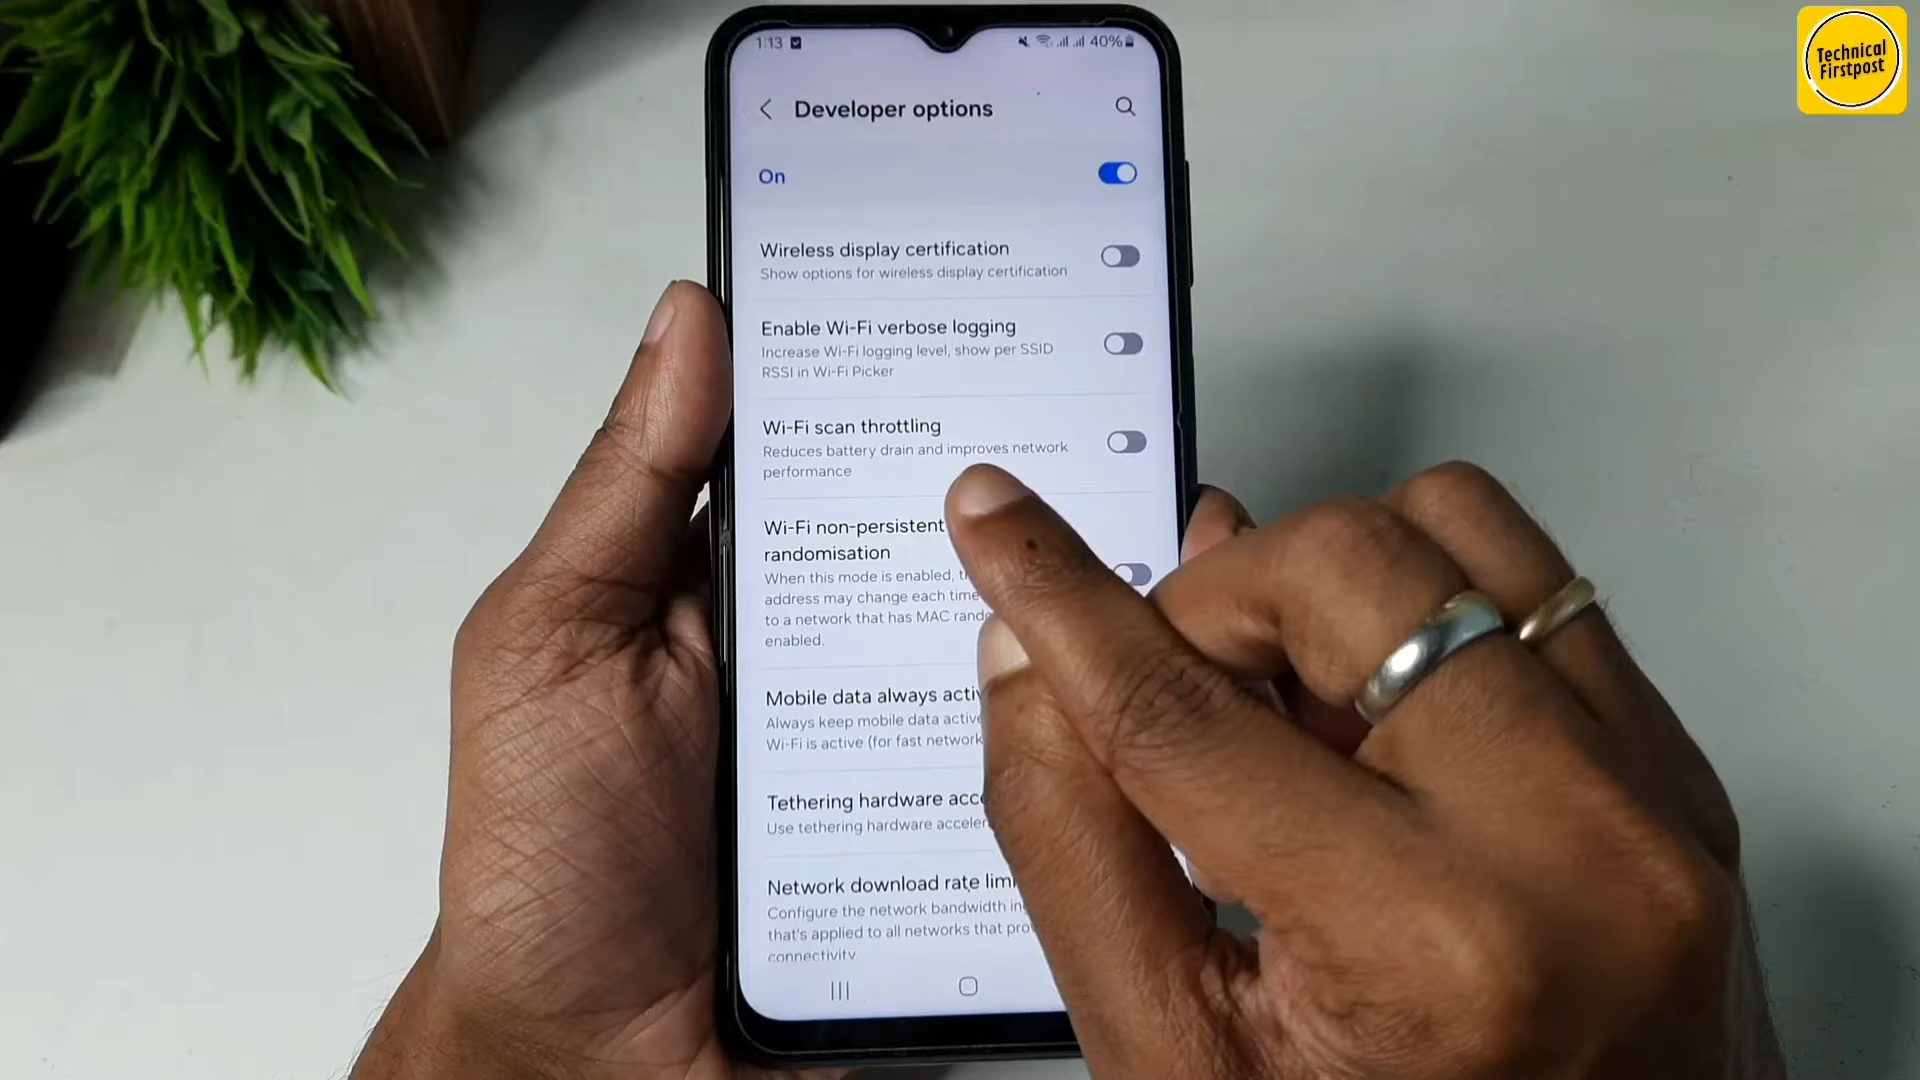 Technical
Firstpost
1:13
40%
Developer options
On
Wireless display certification
Show options for wireless display certification
Enable Wi-Fi verbose logging
Increase Wi-Fi logging level, show per SSID
RSSI in Wi-Fi Picker
Wi-Fi scan throttling
Reduces battery drain and improves network
performance
Wi-Fi non-persistent
randomisation
When this mode is enabled,
address may change each time
to a network that has MAC
enabled.
Mobile data always
Always keep mobile data
Wi-Fi is active (for fast network
Tethering hardware
Use tethering hardware
Network download rate
Configure the network bandwidth
that's applied to all networks that
connectivity